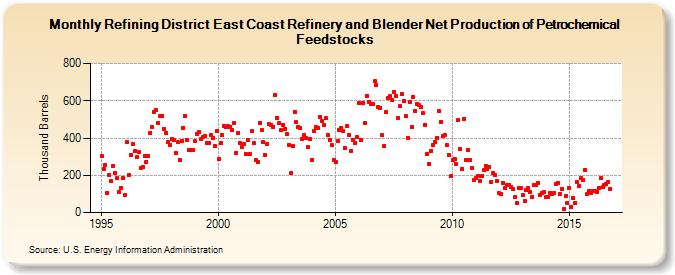 Monthly Refining District East Coast Refinery and Blender Net Production of Petrochemical
Feedstocks
Thousand Barrels
800
600
400
200
0
1995
2000
2005
2010
2015
Source: U.S. Energy Information Administration